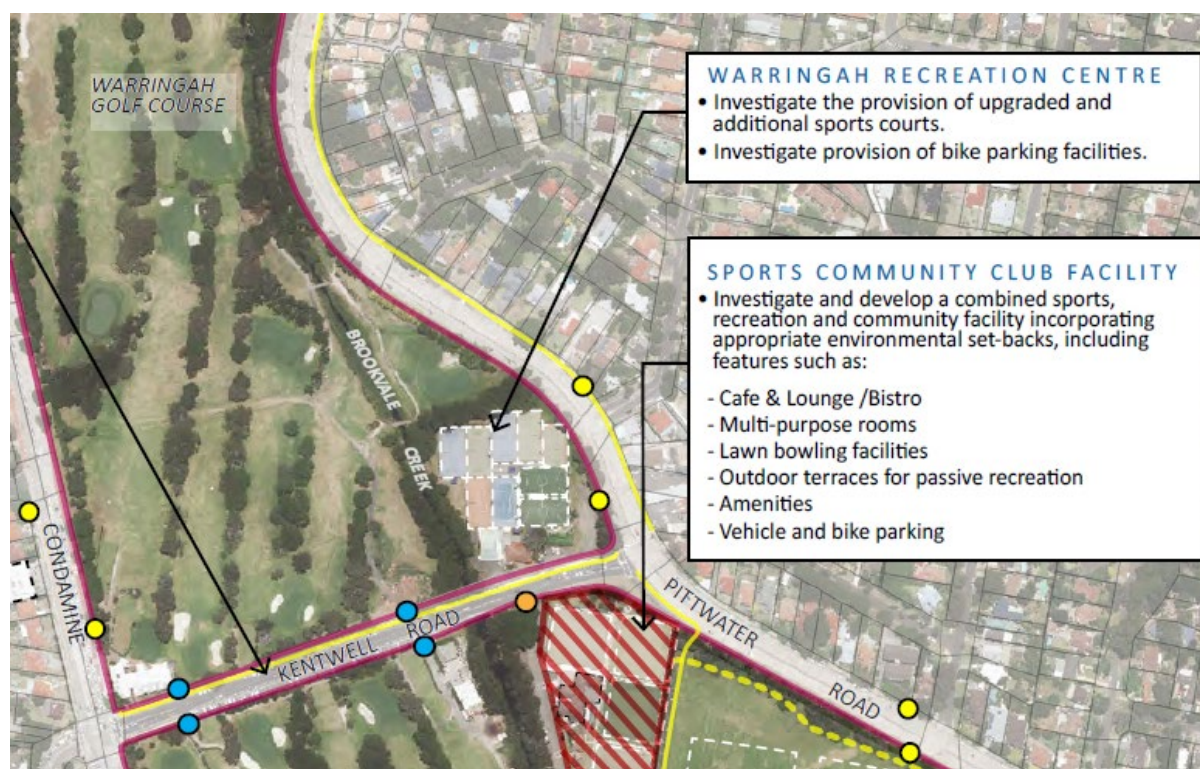 WARRINGAH
GOLF COURSE
WARRINGAH RECREATION CENTRE
• Investigate the provision of upgraded and
additional sports courts.
• Investigate provision of bike parking facilities.
SPORTS COMMUNITY CLUB FACILITY
• Investigate and develop a combined sports,
recreation and community facility incorporating
appropriate environmental set-backs, including
features such as:
- Cafe & Lounge /Bistro
- Multi-purpose rooms
- Lawn bowling facilities
- Outdoor terraces for passive recreation
- Amenities
- Vehicle and bike parking
BROOKVALE
CREEK
CONDAMINE
KENTWELL ROAD
PITTWATER
ROAD